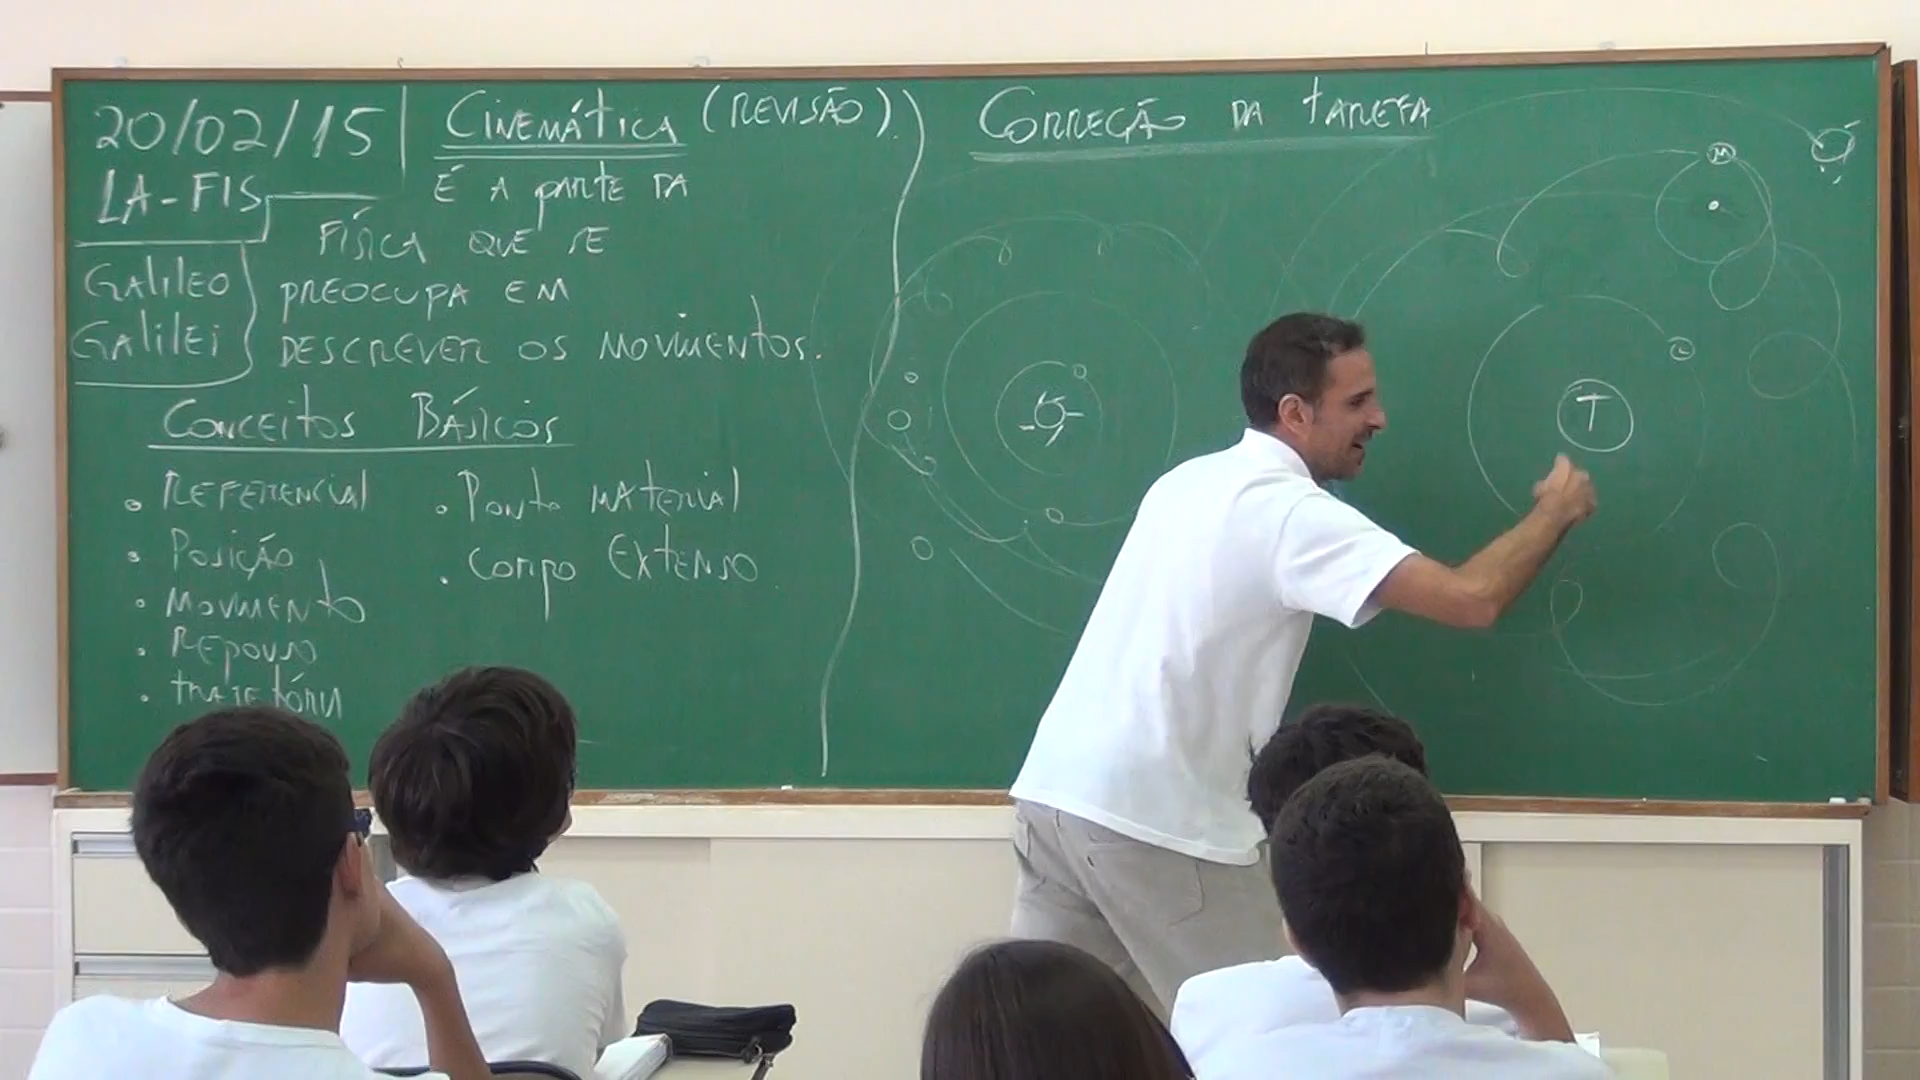 20/02/15
LA-FIS
Galileo
Galilei
Cinemática (REVISÃO).
É A PARTE DA
FÍSICA QUE SE
PREOCUPA EM
DESCREVER OS MOVIMENTOS.
Conceitos Básicos
• REFERENCIAL
• POSIÇÃO
• MOVIMENTO
• REPOUSO
• TRAJETÓRIA
• Ponto MATERIAL
• Corpo Extenso
Correção DA TAREFA
M
T